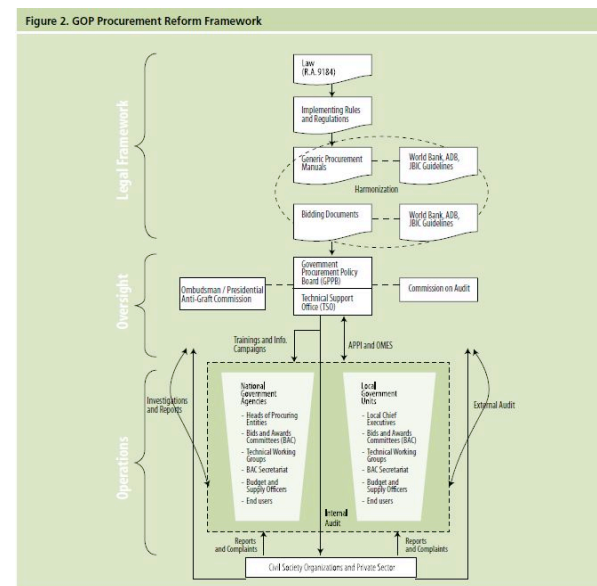 Figure 2. GOP Procurement Reform Framework
Legal Framework
Law
(R.A. 9184)
Implementing Rules
and Regulations
Generic Procurement
Manuals
World Bank, ADB,
JBIC Guidelines
Harmonization
Bidding Documents
World Bank, ADB,
JBIC Guidelines
Oversight
Government
Procurement Policy
Board (GPPB)
Technical Support
Office (TSO)
Ombudsman / Presidential
Anti-Graft Commission
Commission on Audit
Trainings and Info.
Campaigns
APPI and OMES
Operations
Investigations
and Reports
National
Government
Agencies
- Heads of Procuring
Entities
- Bids and Awards
Committees (BAC)
- Technical Working
Groups
- BAC Secretariat
- Budget and
Supply Officers
- End users
Local
Government
Units
- Local Chief
Executives
- Bids and Awards
Committees (BAC)
- Technical Working
Groups
- BAC Secretariat
- Budget and
Supply Officers
- End users
External Audit
Internal
Audit
Reports
and Complaints
Reports
and Complaints
Civil Society Organizations and Private Sector